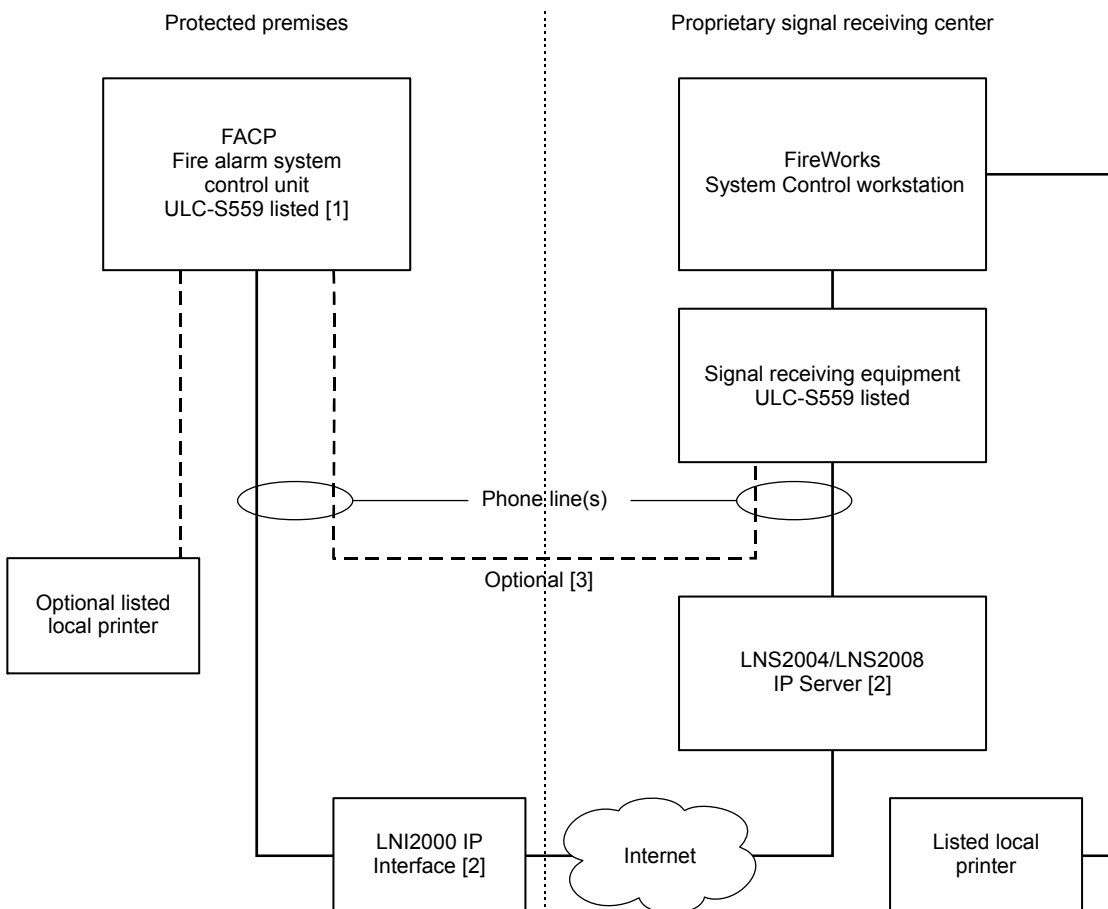 Protected premises
Proprietary signal receiving center
FACP
Fire alarm system
control unit
ULC-S559 listed [1]
FireWorks
System Control workstation
Signal receiving equipment
ULC-S559 listed
Phone line(s)
Optional [3]
Optional listed
local printer
LNS2004/LNS2008
IP Server [2]
LNI2000 IP
Interface [2]
Internet
Listed local
printer